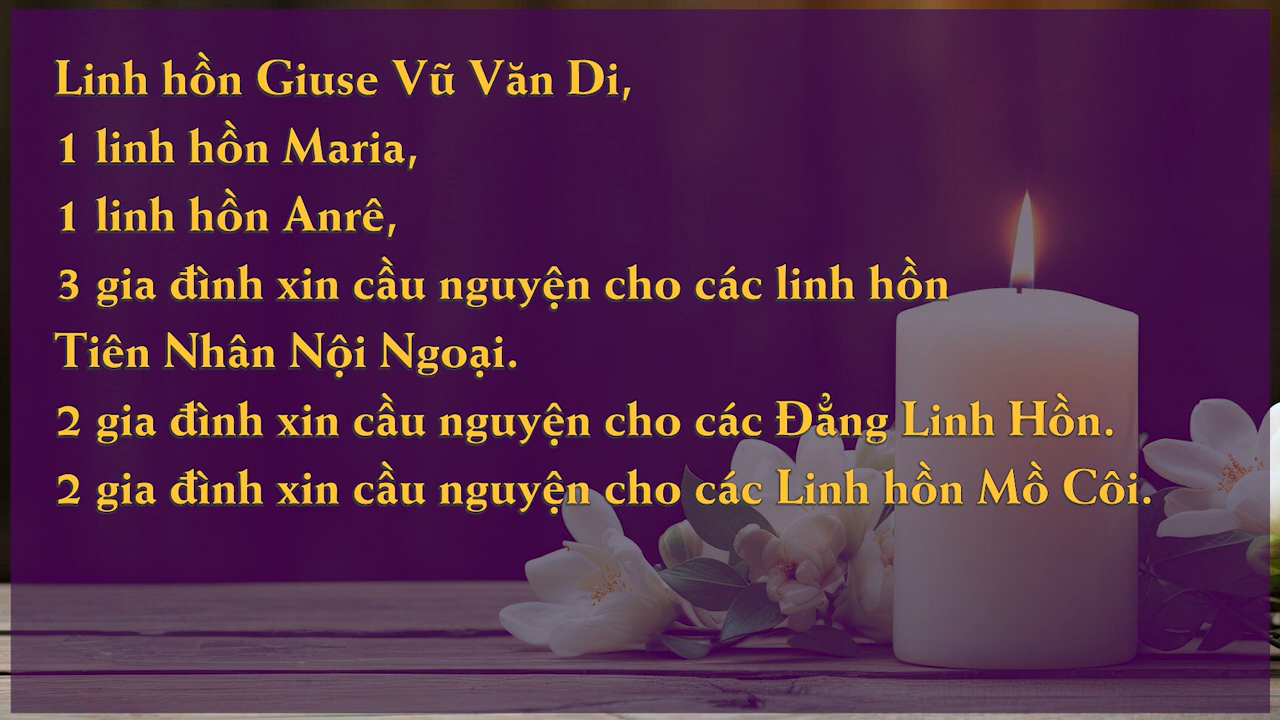 Linh hồn Giuse Vũ Văn Di,
1 linh hồn Maria,
1 linh hồn Anrê,
3 gia đình xin cầu nguyện cho các linh hồn
Tiên Nhân Nội Ngoại.
2 gia đình xin cầu nguyện cho các Đẳng Linh Hồn.
2 gia đình xin cầu nguyện cho các Linh hồn Mồ Côi.